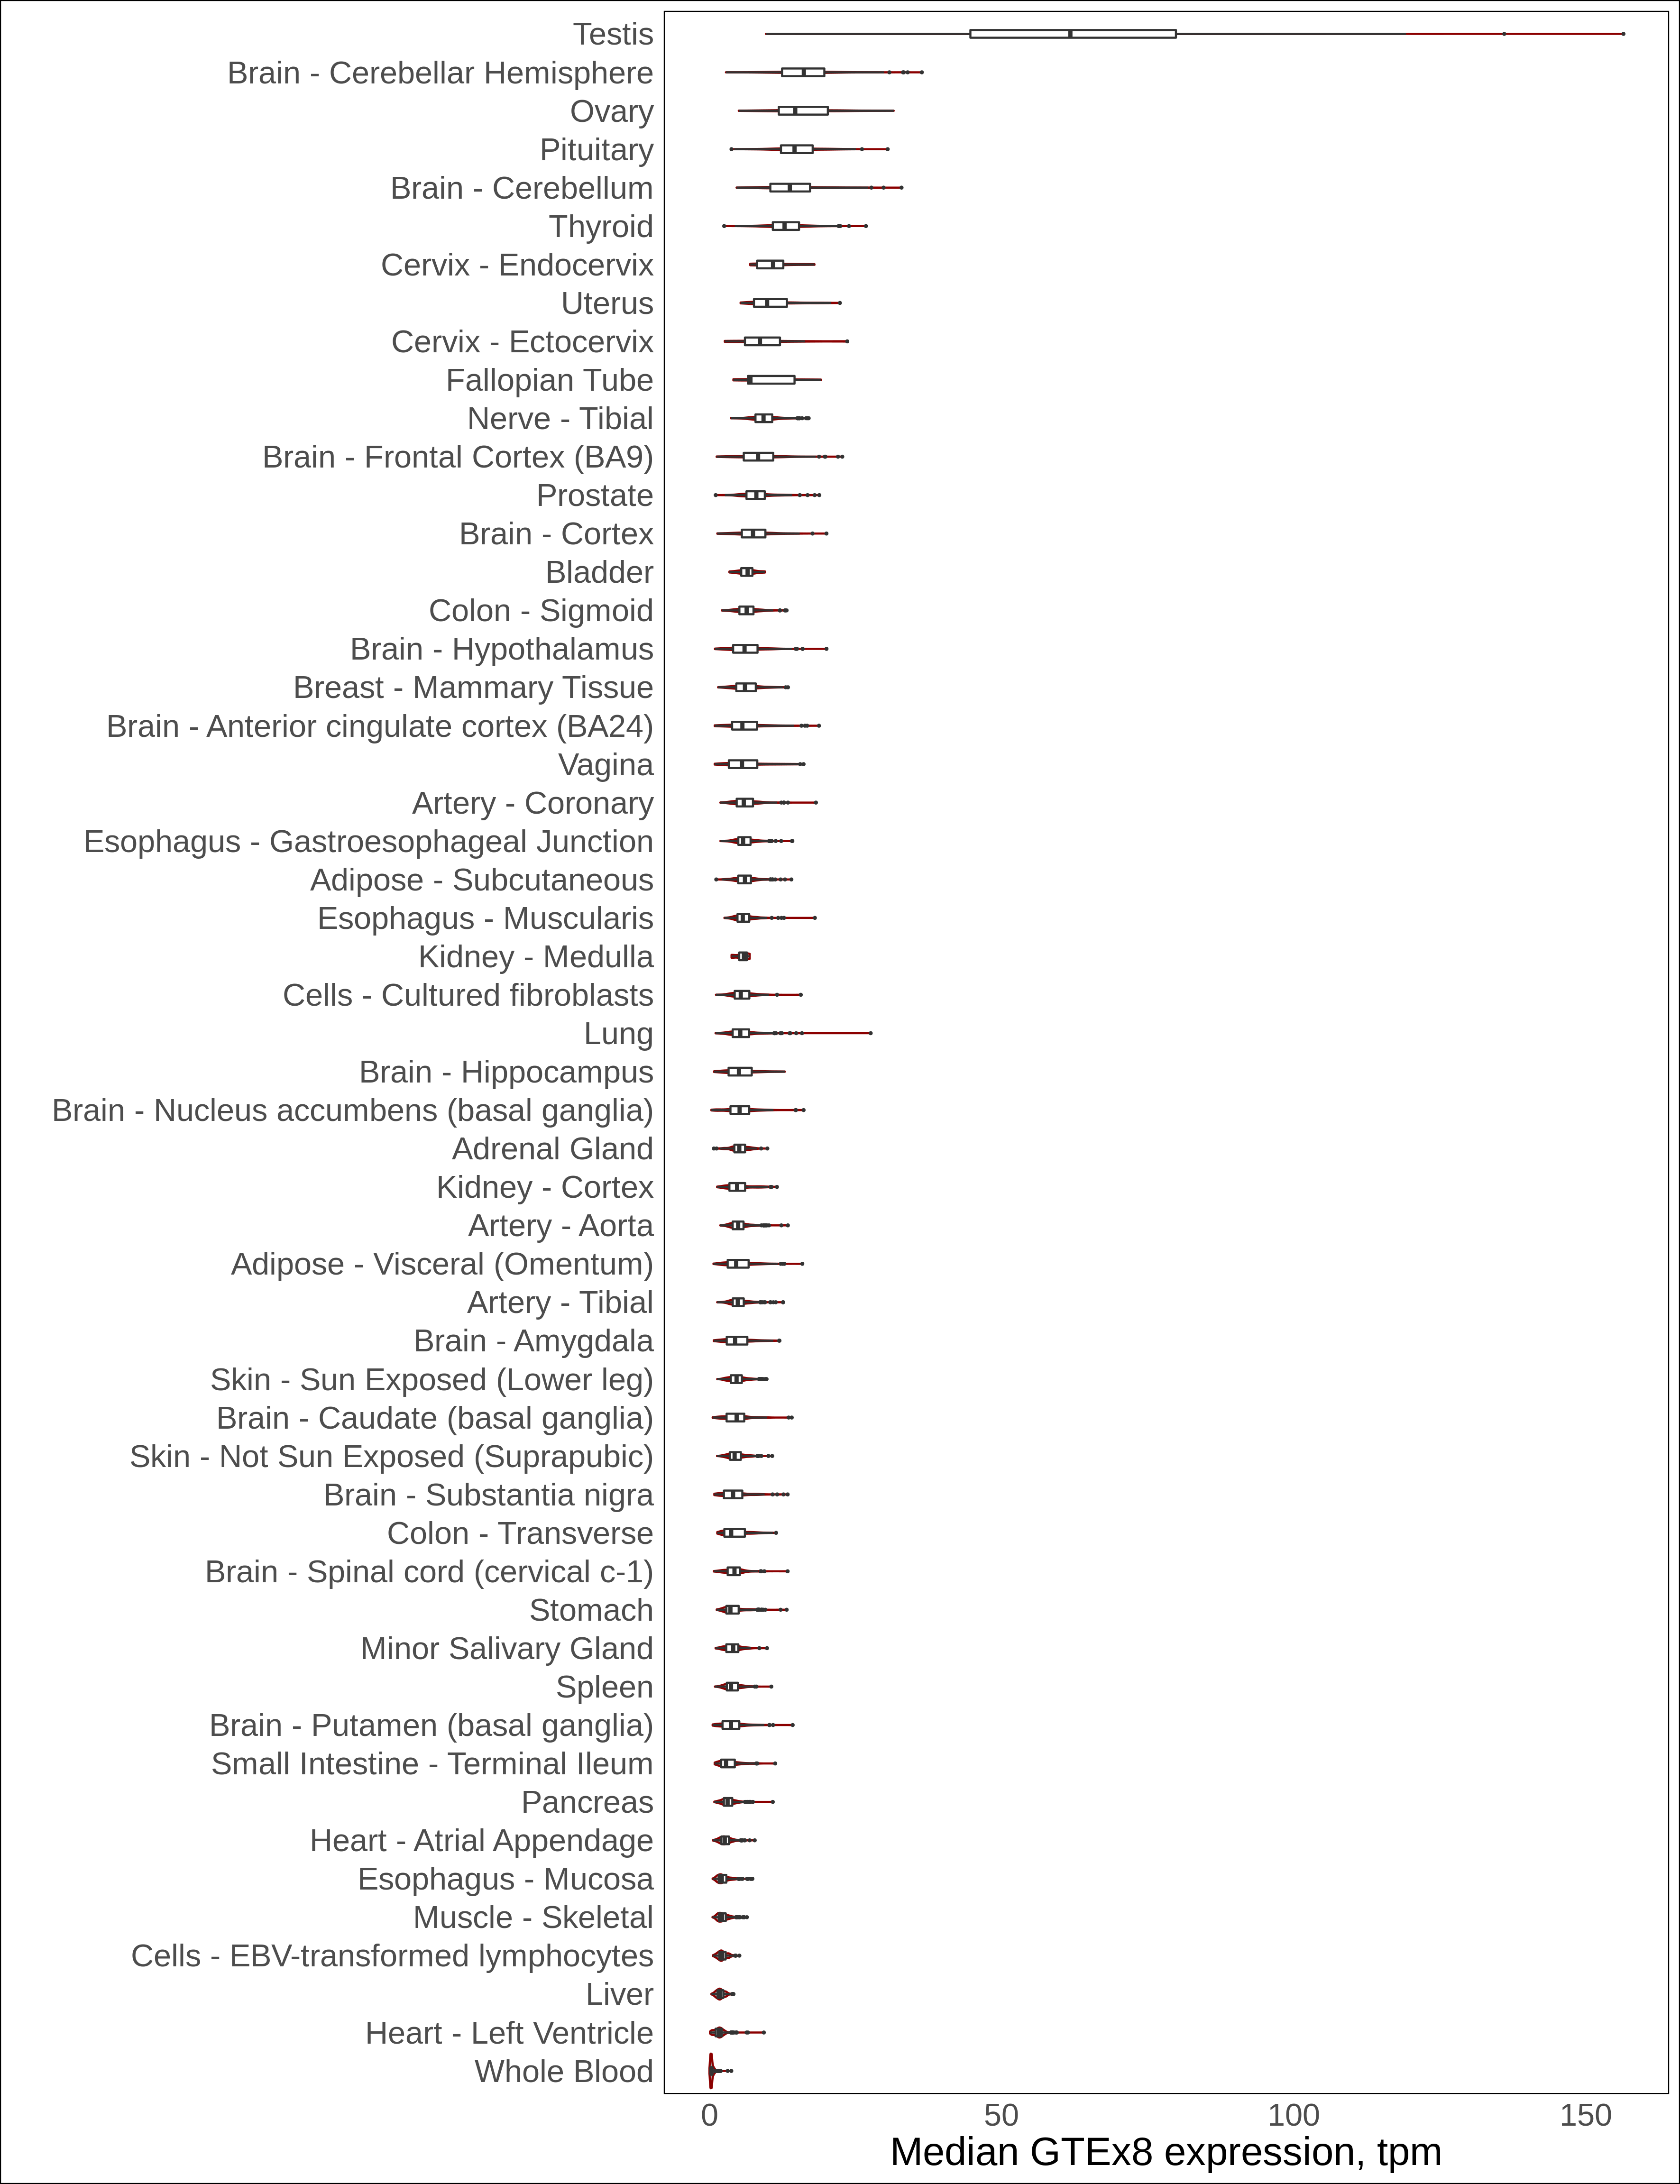 Testis
Brain - Cerebellar Hemisphere
Ovary
Pituitary
Brain - Cerebellum
Thyroid
Cervix - Endocervix
Uterus
Cervix - Ectocervix
Fallopian Tube
Nerve - Tibial
Brain - Frontal Cortex (BA9)
Prostate
Brain - Cortex
Bladder
Colon - Sigmoid
Brain - Hypothalamus
Breast - Mammary Tissue
Brain - Anterior cingulate cortex (BA24)
Vagina
Artery - Coronary
Esophagus - Gastroesophageal Junction
Adipose - Subcutaneous
Esophagus - Muscularis
Kidney - Medulla
Cells - Cultured fibroblasts
Lung
Brain - Hippocampus
Brain - Nucleus accumbens (basal ganglia)
Adrenal Gland
Kidney - Cortex
Artery - Aorta
Adipose - Visceral (Omentum)
Artery - Tibial
Brain - Amygdala
Skin - Sun Exposed (Lower leg)
Brain - Caudate (basal ganglia)
Skin - Not Sun Exposed (Suprapubic)
Brain - Substantia nigra
Colon - Transverse
Brain - Spinal cord (cervical c-1)
Stomach
Minor Salivary Gland
Spleen
Brain - Putamen (basal ganglia)
Small Intestine - Terminal Ileum
Pancreas
Heart - Atrial Appendage
Esophagus - Mucosa
Muscle - Skeletal
Cells - EBV-transformed lymphocytes
Liver
Heart - Left Ventricle
Whole Blood
0 50 100 150
Median GTEx8 expression, tpm